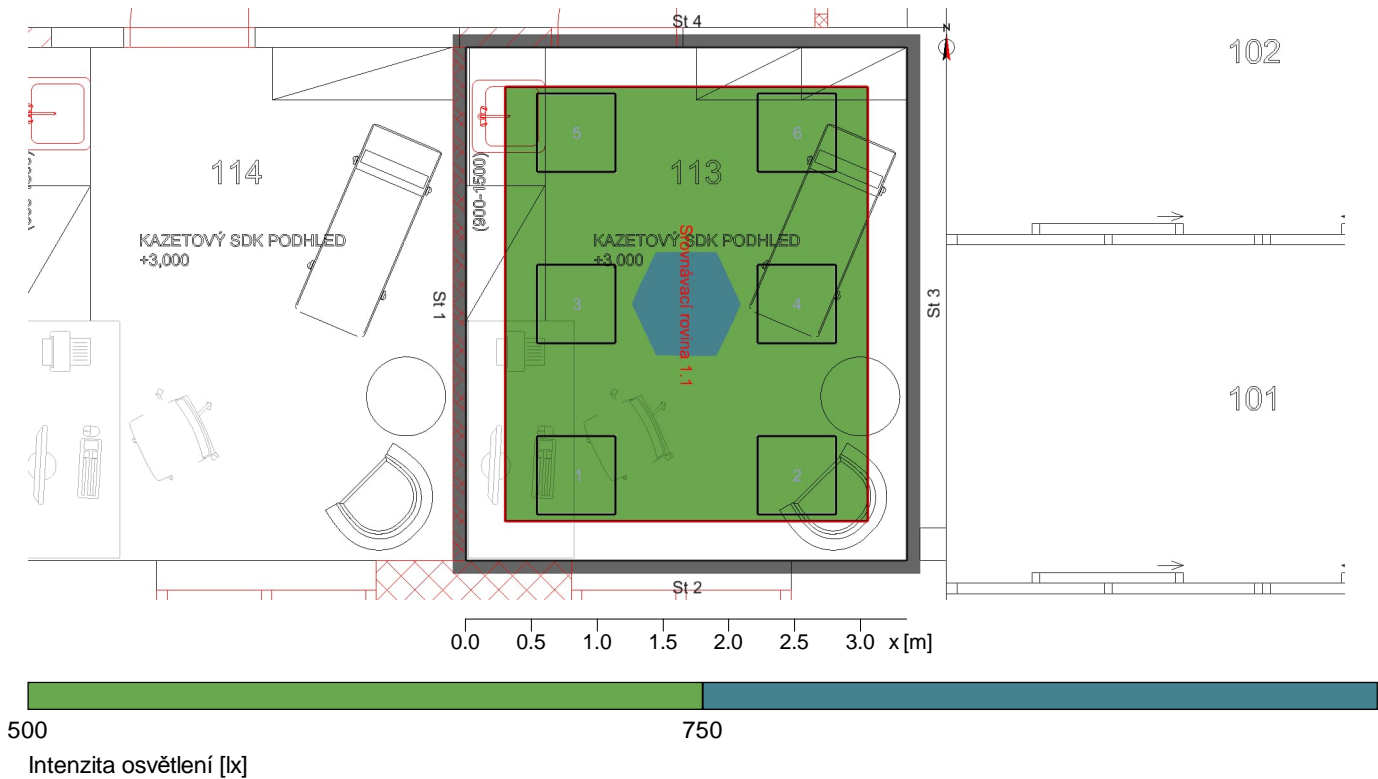 St 4
N
102
5
6
114
113
(900-1500)
KAZETOVÝ SDK PODHLED
+3,000
KAZETOVÝ SDK PODHLED
+3,000
Srovnávací rovina 1.1
St 1
3
4
St 3
101
1
2
St 2
0.0 0.5 1.0 1.5 2.0 2.5 3.0 x [m]
500 750
Intenzita osvětlení [lx]